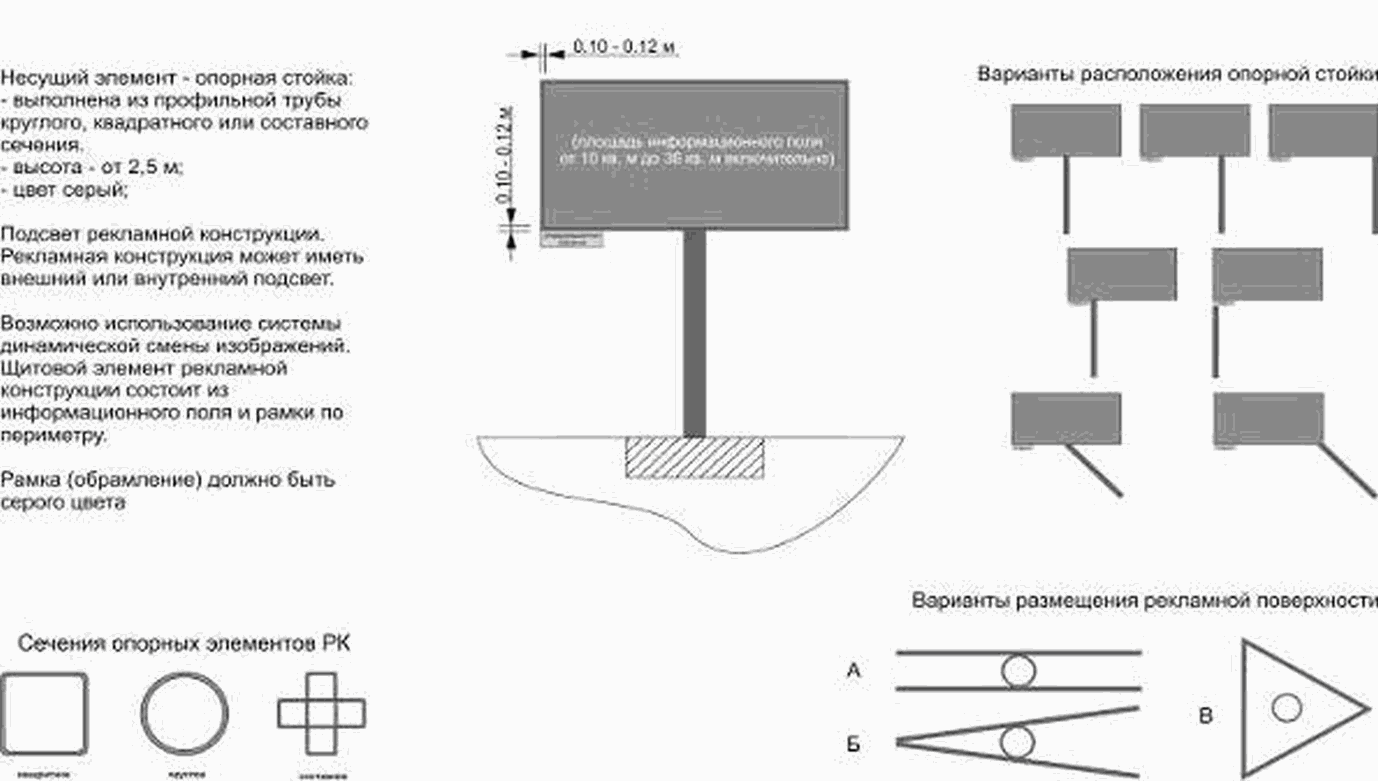 Несущий элемент - опорная стойка:
- выполнена из профильной трубы
круглого, квадратного или составного
сечения.
- высота - от 2,5 м;
- цвет серый;
Подсвет рекламной конструкции.
Рекламная конструкция может иметь
внешний или внутренний подсвет.
Возможно использование системы
динамической смены изображений.
Щитовой элемент рекламной
конструкции состоит из
информационного поля и рамки по
периметру.
Рамка (обрамление) должно быть
серого цвета
0.10 - 0.12 м
0.10 - 0.12 м
(площадь информационного поля
от 10 кв. м до 36 кв. м включительно)
Варианты расположения опорной стойки
Сечения опорных элементов РК
Варианты размещения рекламной поверхности
А
Б
В